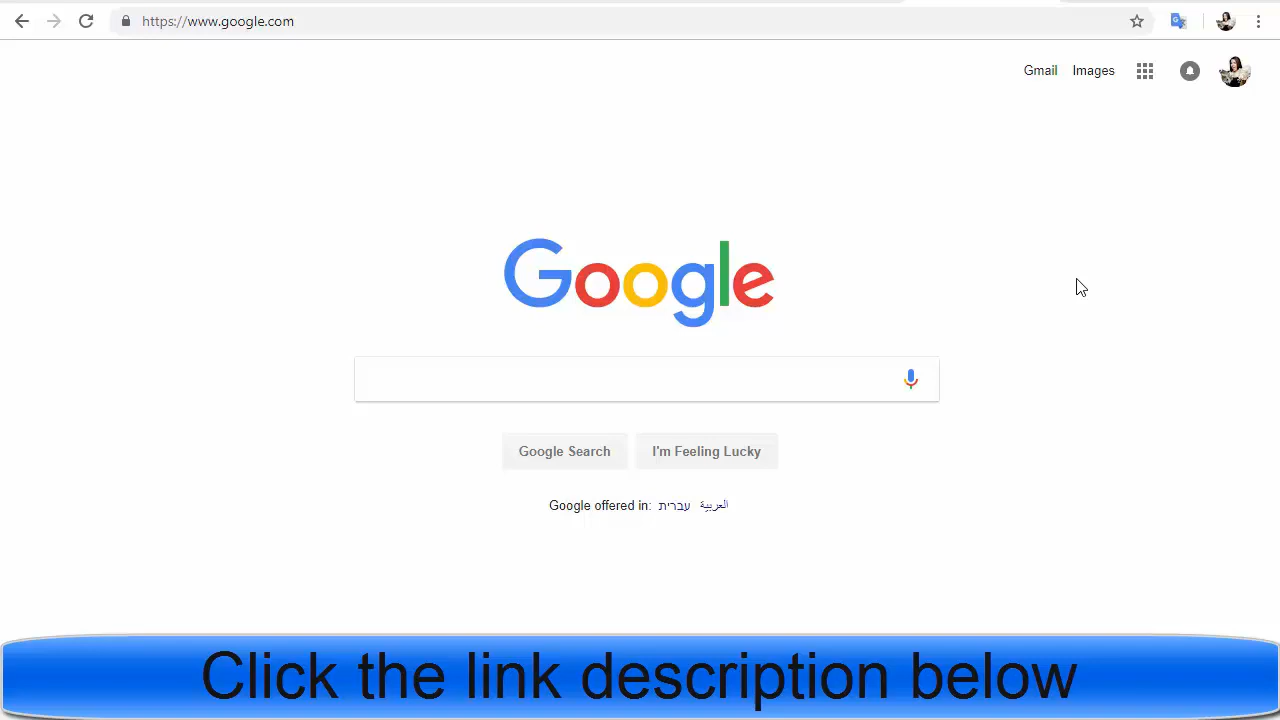 https://www.google.com
Gmail Images
Google
Google Search I'm Feeling Lucky
Google offered in: עברית العربية
Click the link description below